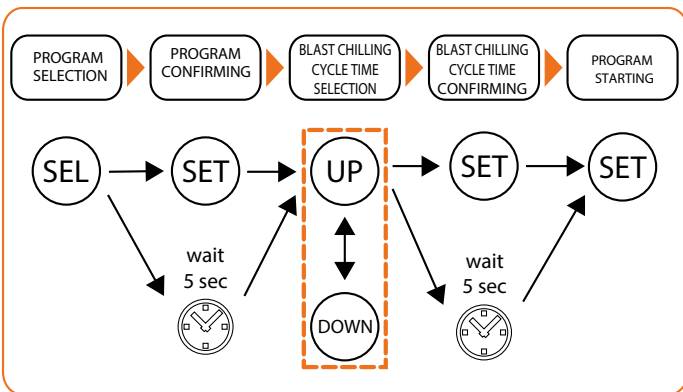 PROGRAM
SELECTION
PROGRAM
CONFIRMING
BLAST CHILLING
CYCLE TIME
SELECTION
BLAST CHILLING
CYCLE TIME
CONFIRMING
PROGRAM
STARTING
SEL
SET
UP
SET
SET
wait
5 sec
DOWN
wait
5 sec